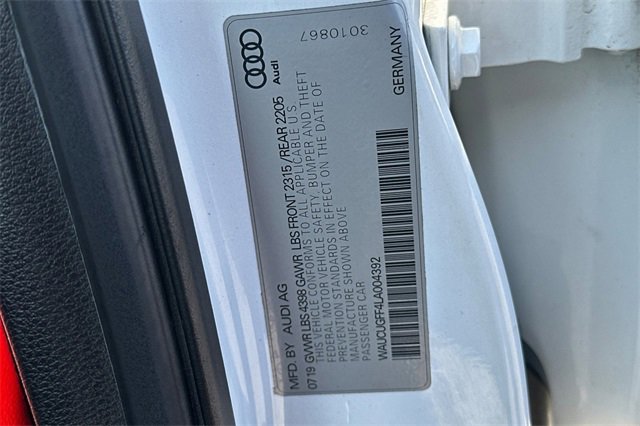 Audi
3010867
MFD BY AUDI AG
07/19 GVWR LBS 4398 GAWR LBS FRONT 2315 / REAR 2205
THIS VEHICLE CONFORMS TO ALL APPLICABLE U.S.
FEDERAL MOTOR VEHICLE SAFETY, BUMPER AND THEFT
PREVENTION STANDARDS IN EFFECT ON THE DATE OF
MANUFACTURE SHOWN ABOVE
PASSENGER CAR
WAUCUGFF4LA004392
GERMANY